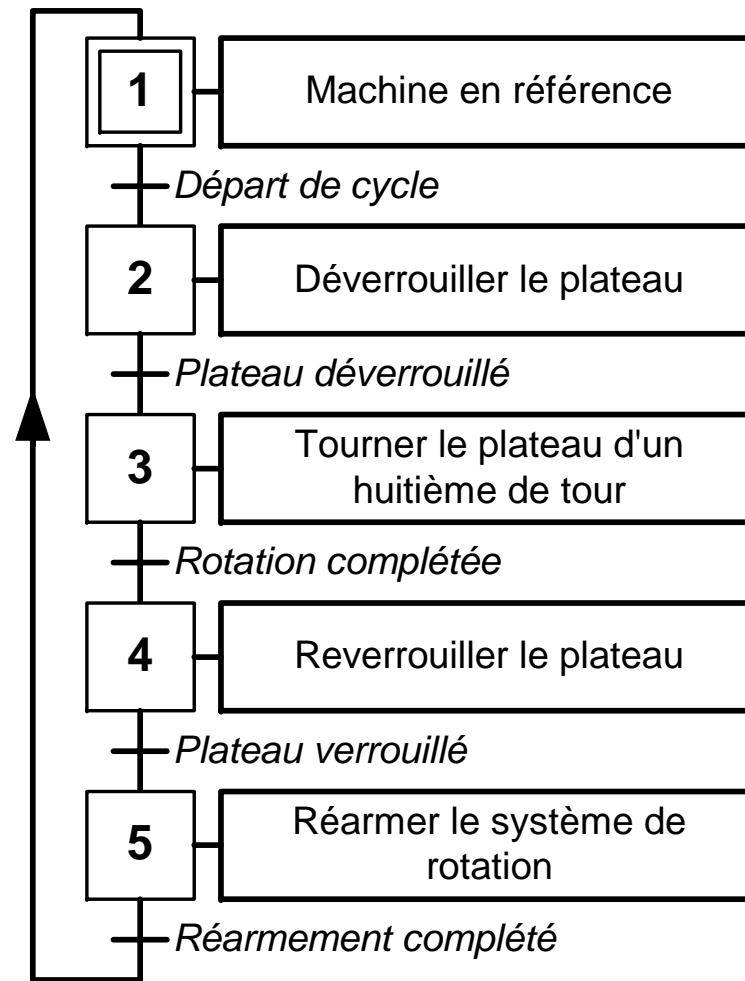 1
Machine en référence
Départ de cycle
2
Déverrouiller le plateau
Plateau déverrouillé
3
Tourner le plateau d'un
huitième de tour
Rotation complétée
4
Reverrouiller le plateau
Plateau verrouillé
5
Réarmer le système de
rotation
Réarmement complété